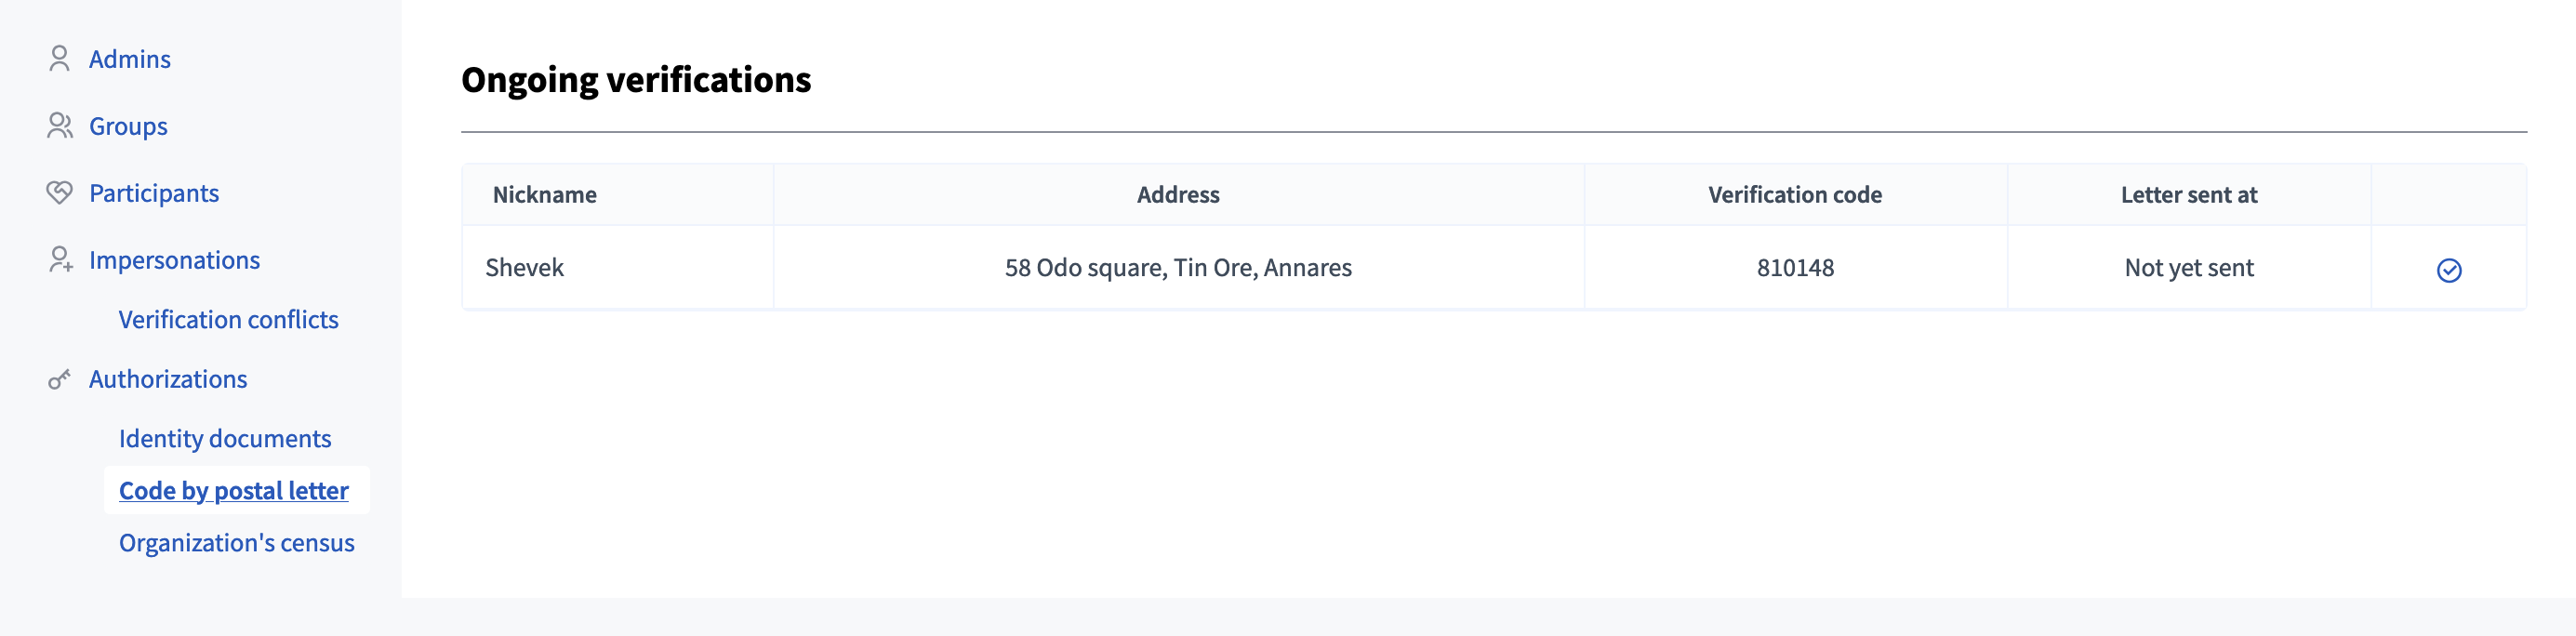 Admins
Groups
Participants
Impersonations
Verification conflicts
Authorizations
Identity documents
Code by postal letter
Organization's census
Ongoing verifications
Nickname Address Verification code Letter sent at
Shevek 58 Odo square, Tin Ore, Annares 810148 Not yet sent